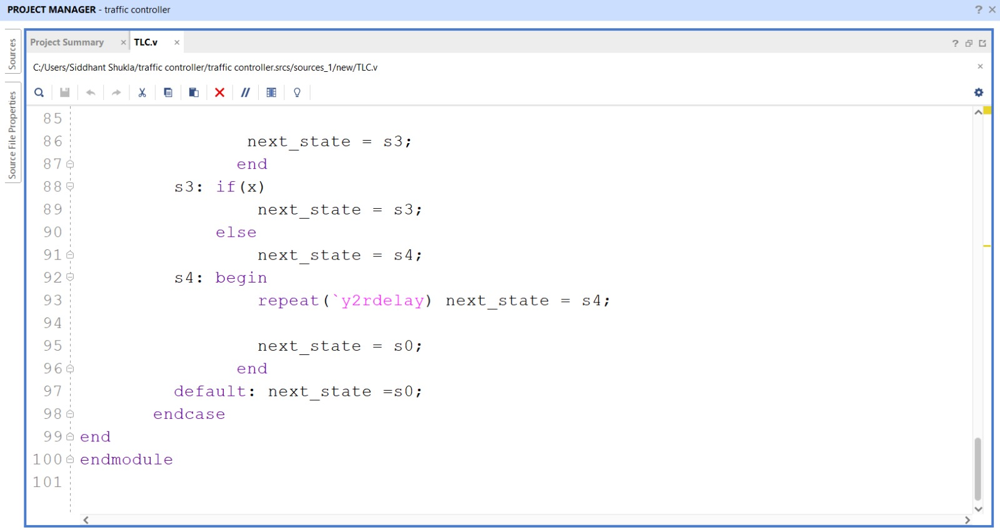 PROJECT MANAGER - traffic controller
Sources
Source File Properties
Project Summary
TLC.v
C:/Users/Siddhant Shukla/traffic controller/traffic controller.srcs/sources_1/new/TLC.v
85
86 next_state = s3;
87 end
88 s3: if(x)
89 next_state = s3;
90 else
91 next_state = s4;
92 s4: begin
93 repeat(`y2rdelay) next_state = s4;
94
95 next_state = s0;
96 end
97 default: next_state =s0;
98 endcase
99 end
100 endmodule
101